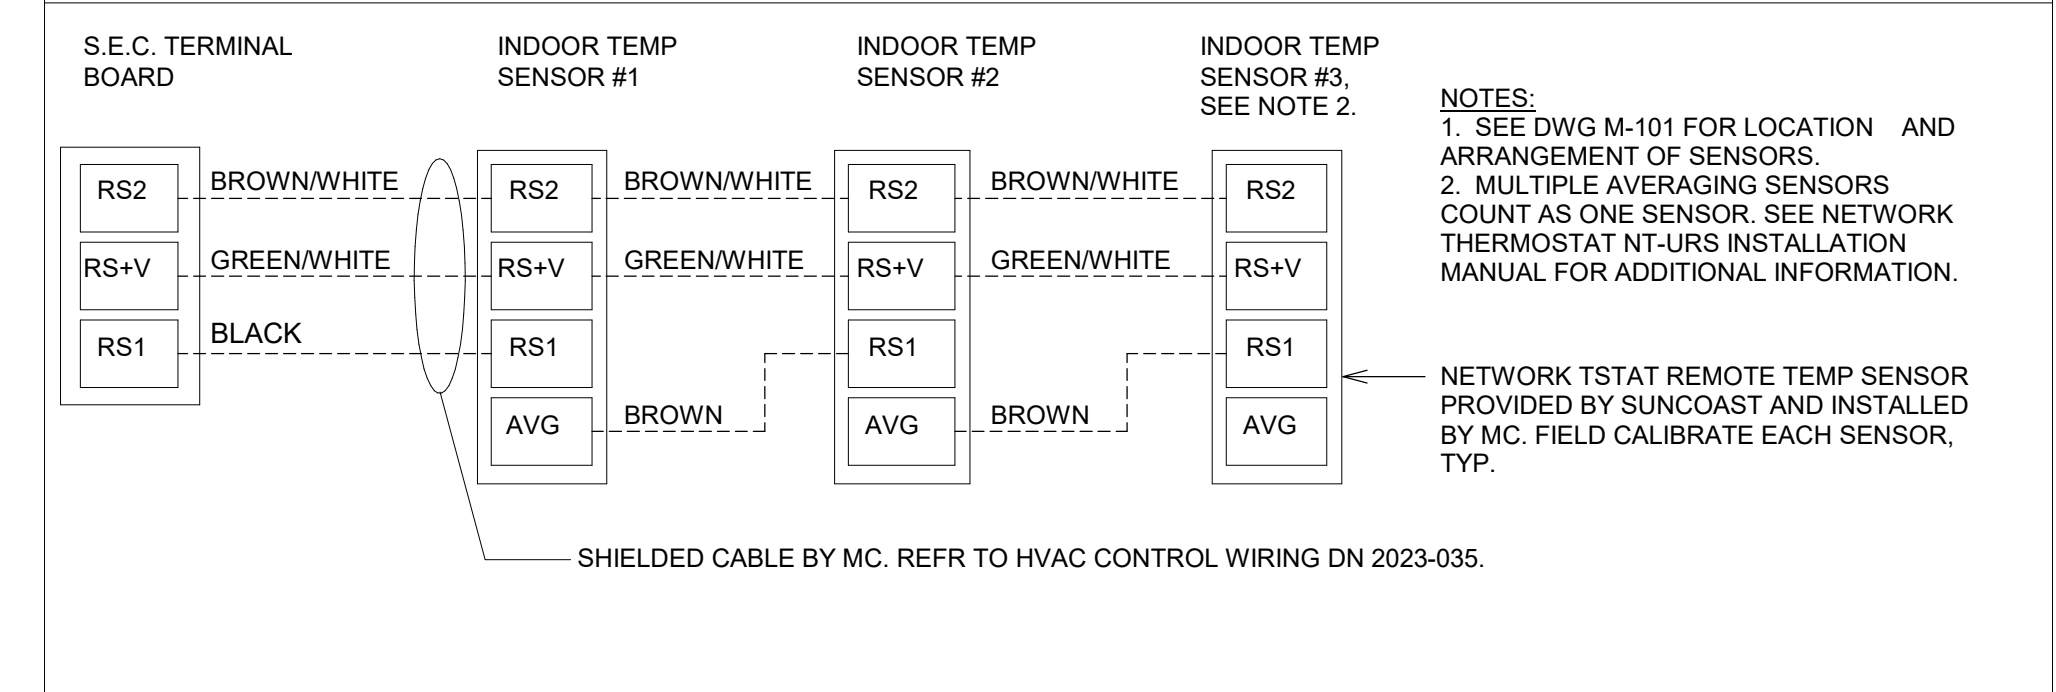 S.E.C. TERMINAL
BOARD
INDOOR TEMP
SENSOR #1
INDOOR TEMP
SENSOR #2
INDOOR TEMP
SENSOR #3,
SEE NOTE 2.
RS2
BROWN/WHITE
RS2
BROWN/WHITE
RS2
BROWN/WHITE
RS2
RS+V
GREEN/WHITE
RS+V
GREEN/WHITE
RS+V
GREEN/WHITE
RS+V
RS1
BLACK
RS1
RS1
RS1
AVG
BROWN
AVG
BROWN
AVG
NOTES:
1. SEE DWG M-101 FOR LOCATION AND
ARRANGEMENT OF SENSORS.
2. MULTIPLE AVERAGING SENSORS
COUNT AS ONE SENSOR. SEE NETWORK
THERMOSTAT NT-URS INSTALLATION
MANUAL FOR ADDITIONAL INFORMATION.
NETWORK TSTAT REMOTE TEMP SENSOR
PROVIDED BY SUNCOAST AND INSTALLED
BY MC. FIELD CALIBRATE EACH SENSOR,
TYP.
SHIELDED CABLE BY MC. REFR TO HVAC CONTROL WIRING DN 2023-035.